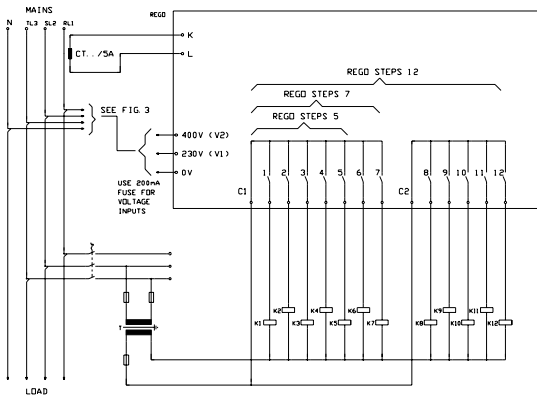 MAINS
N TL3 SL2 RL1
REGO
K
CT../5A
L
REGO STEPS 12
REGO STEPS 7
REGO STEPS 5
SEE FIG.3
400V (V2)
230V (V1)
0V
USE 200mA
FUSE FOR
VOLTAGE
INPUTS
C1 1 2 3 4 5 6 7 C2 8 9 10 11 12
K2 K4 K6 K9 K11
T K1 K3 K5 K7 K8 K10 K12
LOAD